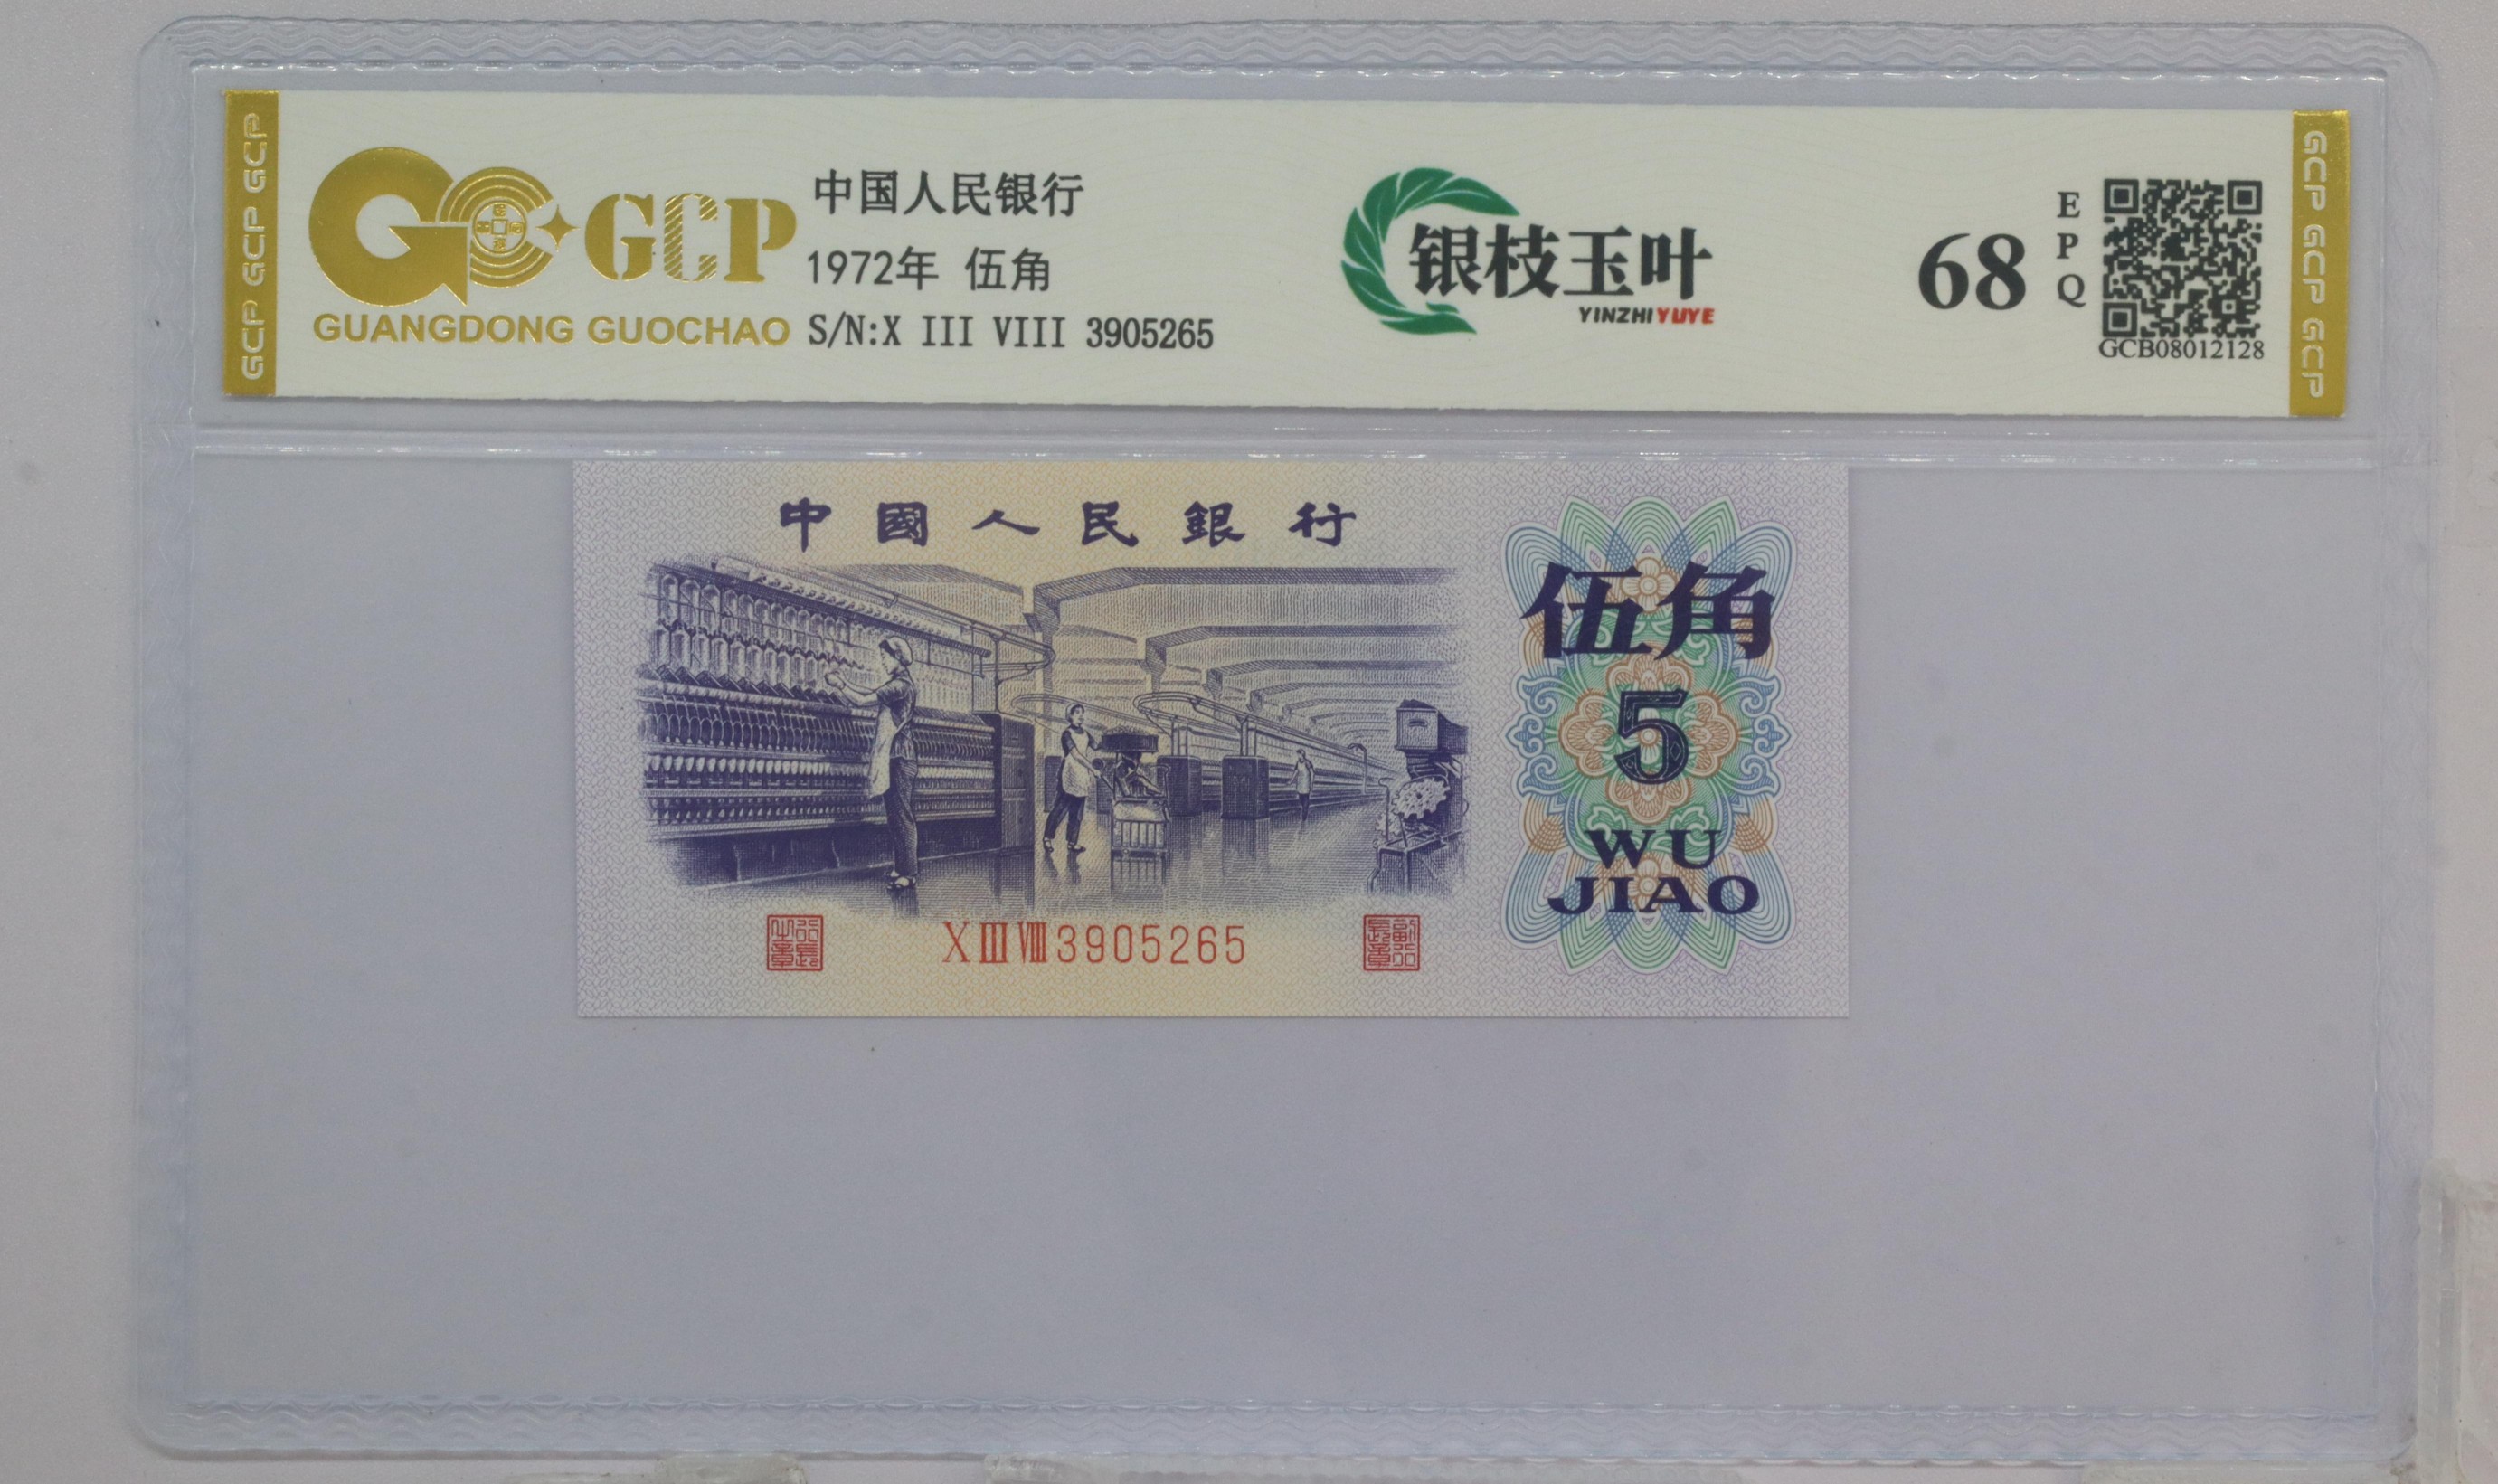 GCP GCP GCP
GCP
GUANGDONG GUOCHAO
中国人民银行
1972年 伍角
S/N:X III VIII 3905265
银枝玉叶
YINZHIYUYE
68
EPQ
GCB08012128
GCP GCP GCP
中國人民銀行
伍角
5
WU
JIAO
X III VIII 3905265